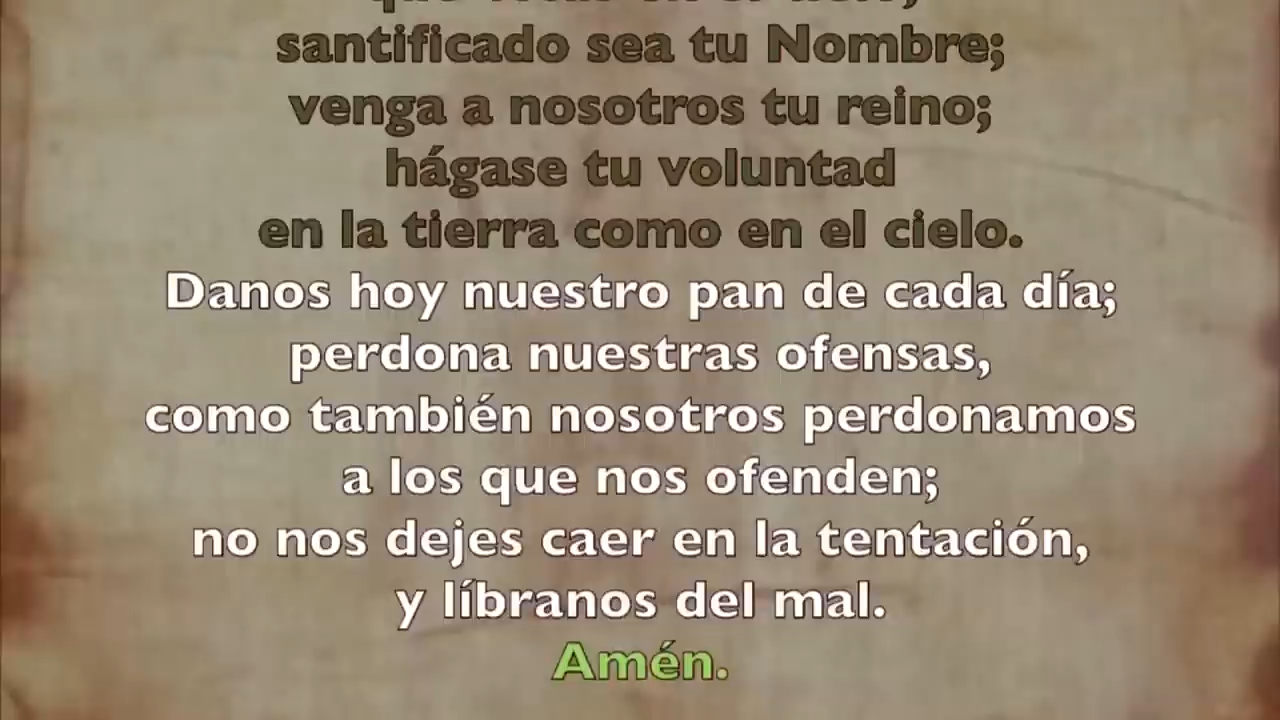 santificado sea tu Nombre;
venga a nosotros tu reino;
hágase tu voluntad
en la tierra como en el cielo.
Danos hoy nuestro pan de cada día;
perdona nuestras ofensas,
como también nosotros perdonamos
a los que nos ofenden;
no nos dejes caer en la tentación,
y líbranos del mal.
Amén.